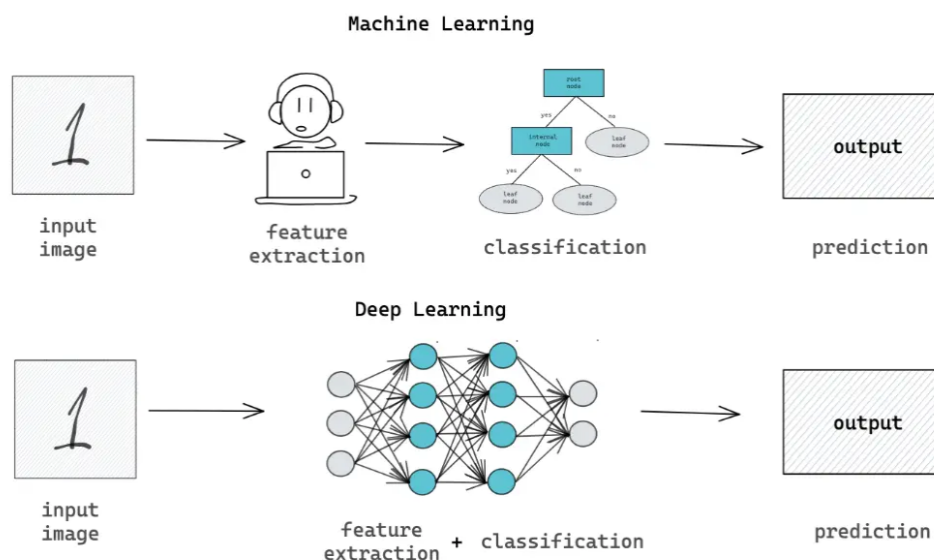 Machine Learning
1
root
node
yes
no
internal
node
leaf
node
yes
no
leaf
node
leaf
node
output
input
image
feature
extraction
classification
prediction
Deep Learning
1
output
input
image
feature
extraction + classification
prediction